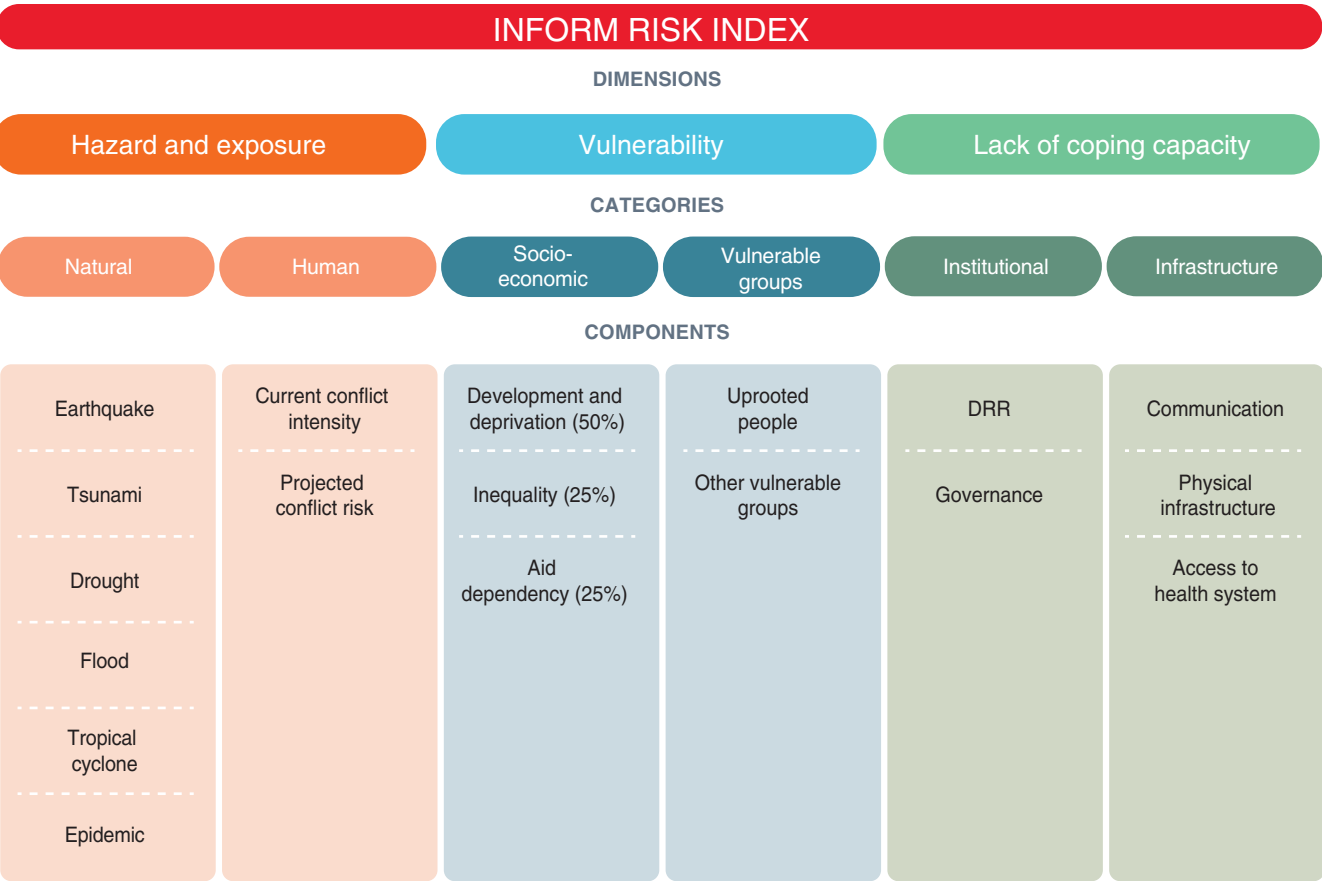 INFORM RISK INDEX
DIMENSIONS
Hazard and exposure
Vulnerability
Lack of coping capacity
CATEGORIES
Natural
Human
Socio-
economic
Vulnerable
groups
Institutional
Infrastructure
COMPONENTS
Earthquake
Tsunami
Drought
Flood
Tropical
cyclone
Epidemic
Current conflict
intensity
Projected
conflict risk
Development and
deprivation (50%)
Inequality (25%)
Aid
dependency (25%)
Uprooted
people
Other vulnerable
groups
DRR
Governance
Communication
Physical
infrastructure
Access to
health system